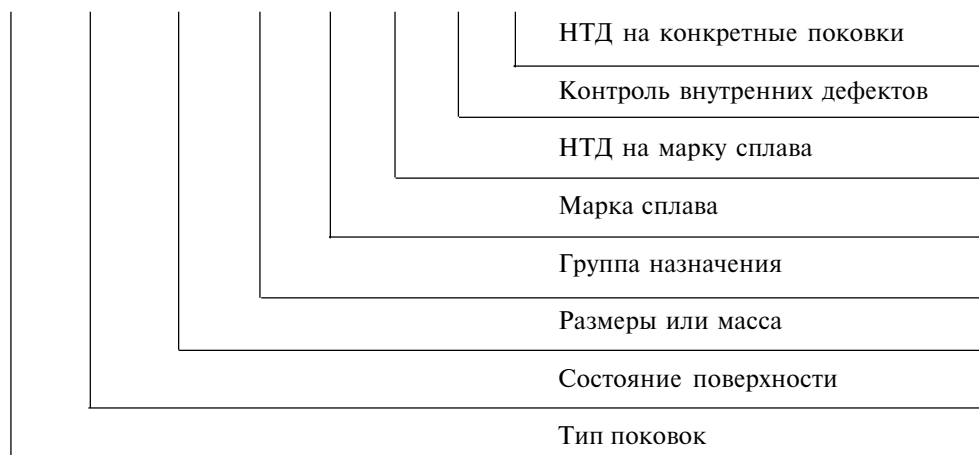 НТД на конкретные поковки
Контроль внутренних дефектов
НТД на марку сплава
Марка сплава
Группа назначения
Размеры или масса
Состояние поверхности
Тип поковок